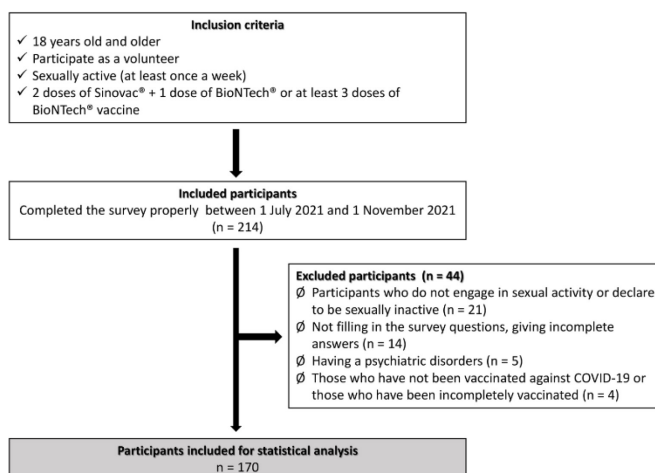 Inclusion criteria
✓ 18 years old and older
✓ Participate as a volunteer
✓ Sexually active (at least once a week)
✓ 2 doses of Sinovac® + 1 dose of BioNTech® or at least 3 doses of
BioNTech® vaccine
Included participants
Completed the survey properly between 1 July 2021 and 1 November 2021
(n = 214)
Excluded participants (n = 44)
Ø Participants who do not engage in sexual activity or declare
to be sexually inactive (n = 21)
Ø Not filling in the survey questions, giving incomplete
answers (n = 14)
Ø Having a psychiatric disorders (n = 5)
Ø Those who have not been vaccinated against COVID-19 or
those who have been incompletely vaccinated (n = 4)
Participants included for statistical analysis
n = 170